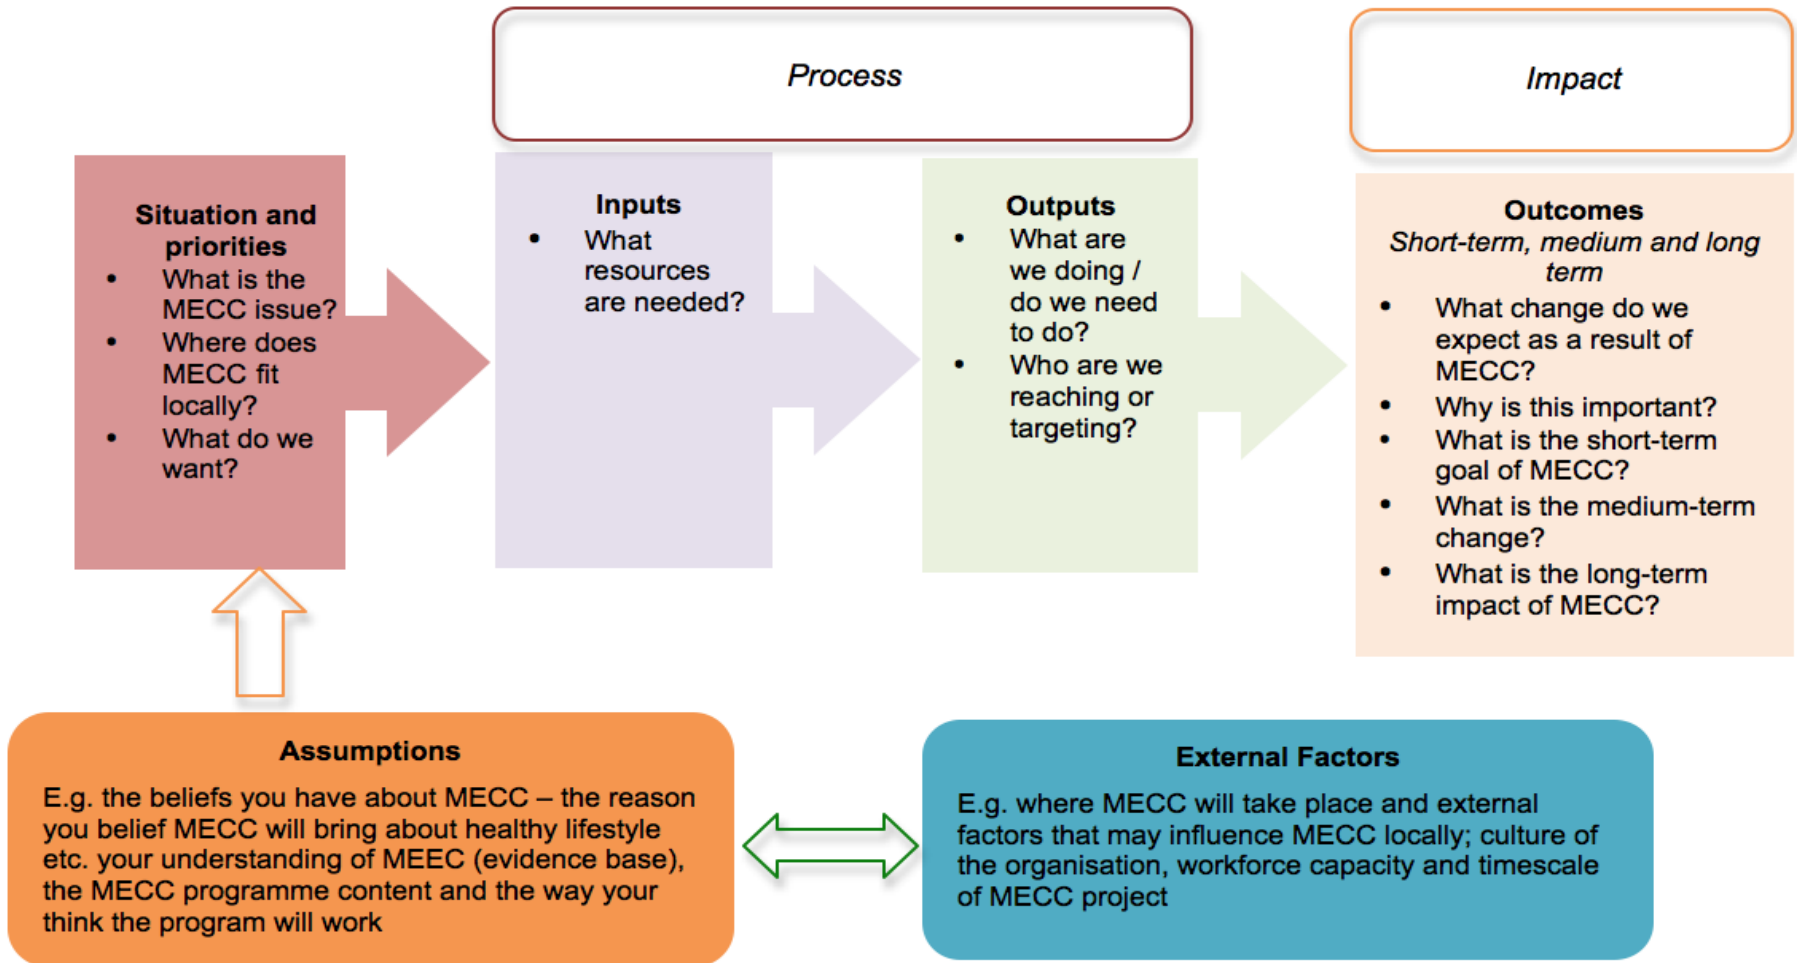 Process
Impact
Situation and
priorities
• What is the
MECC issue?
• Where does
MECC fit
locally?
• What do we
want?
Inputs
• What
resources
are needed?
Outputs
• What are
we doing /
do we need
to do?
• Who are we
reaching or
targeting?
Outcomes
Short-term, medium and long
term
• What change do we
expect as a result of
MECC?
• Why is this important?
• What is the short-term
goal of MECC?
• What is the medium-term
change?
• What is the long-term
impact of MECC?
Assumptions
E.g. the beliefs you have about MECC – the reason
you belief MECC will bring about healthy lifestyle
etc. your understanding of MEEC (evidence base),
the MECC programme content and the way your
think the program will work
External Factors
E.g. where MECC will take place and external
factors that may influence MECC locally; culture of
the organisation, workforce capacity and timescale
of MECC project